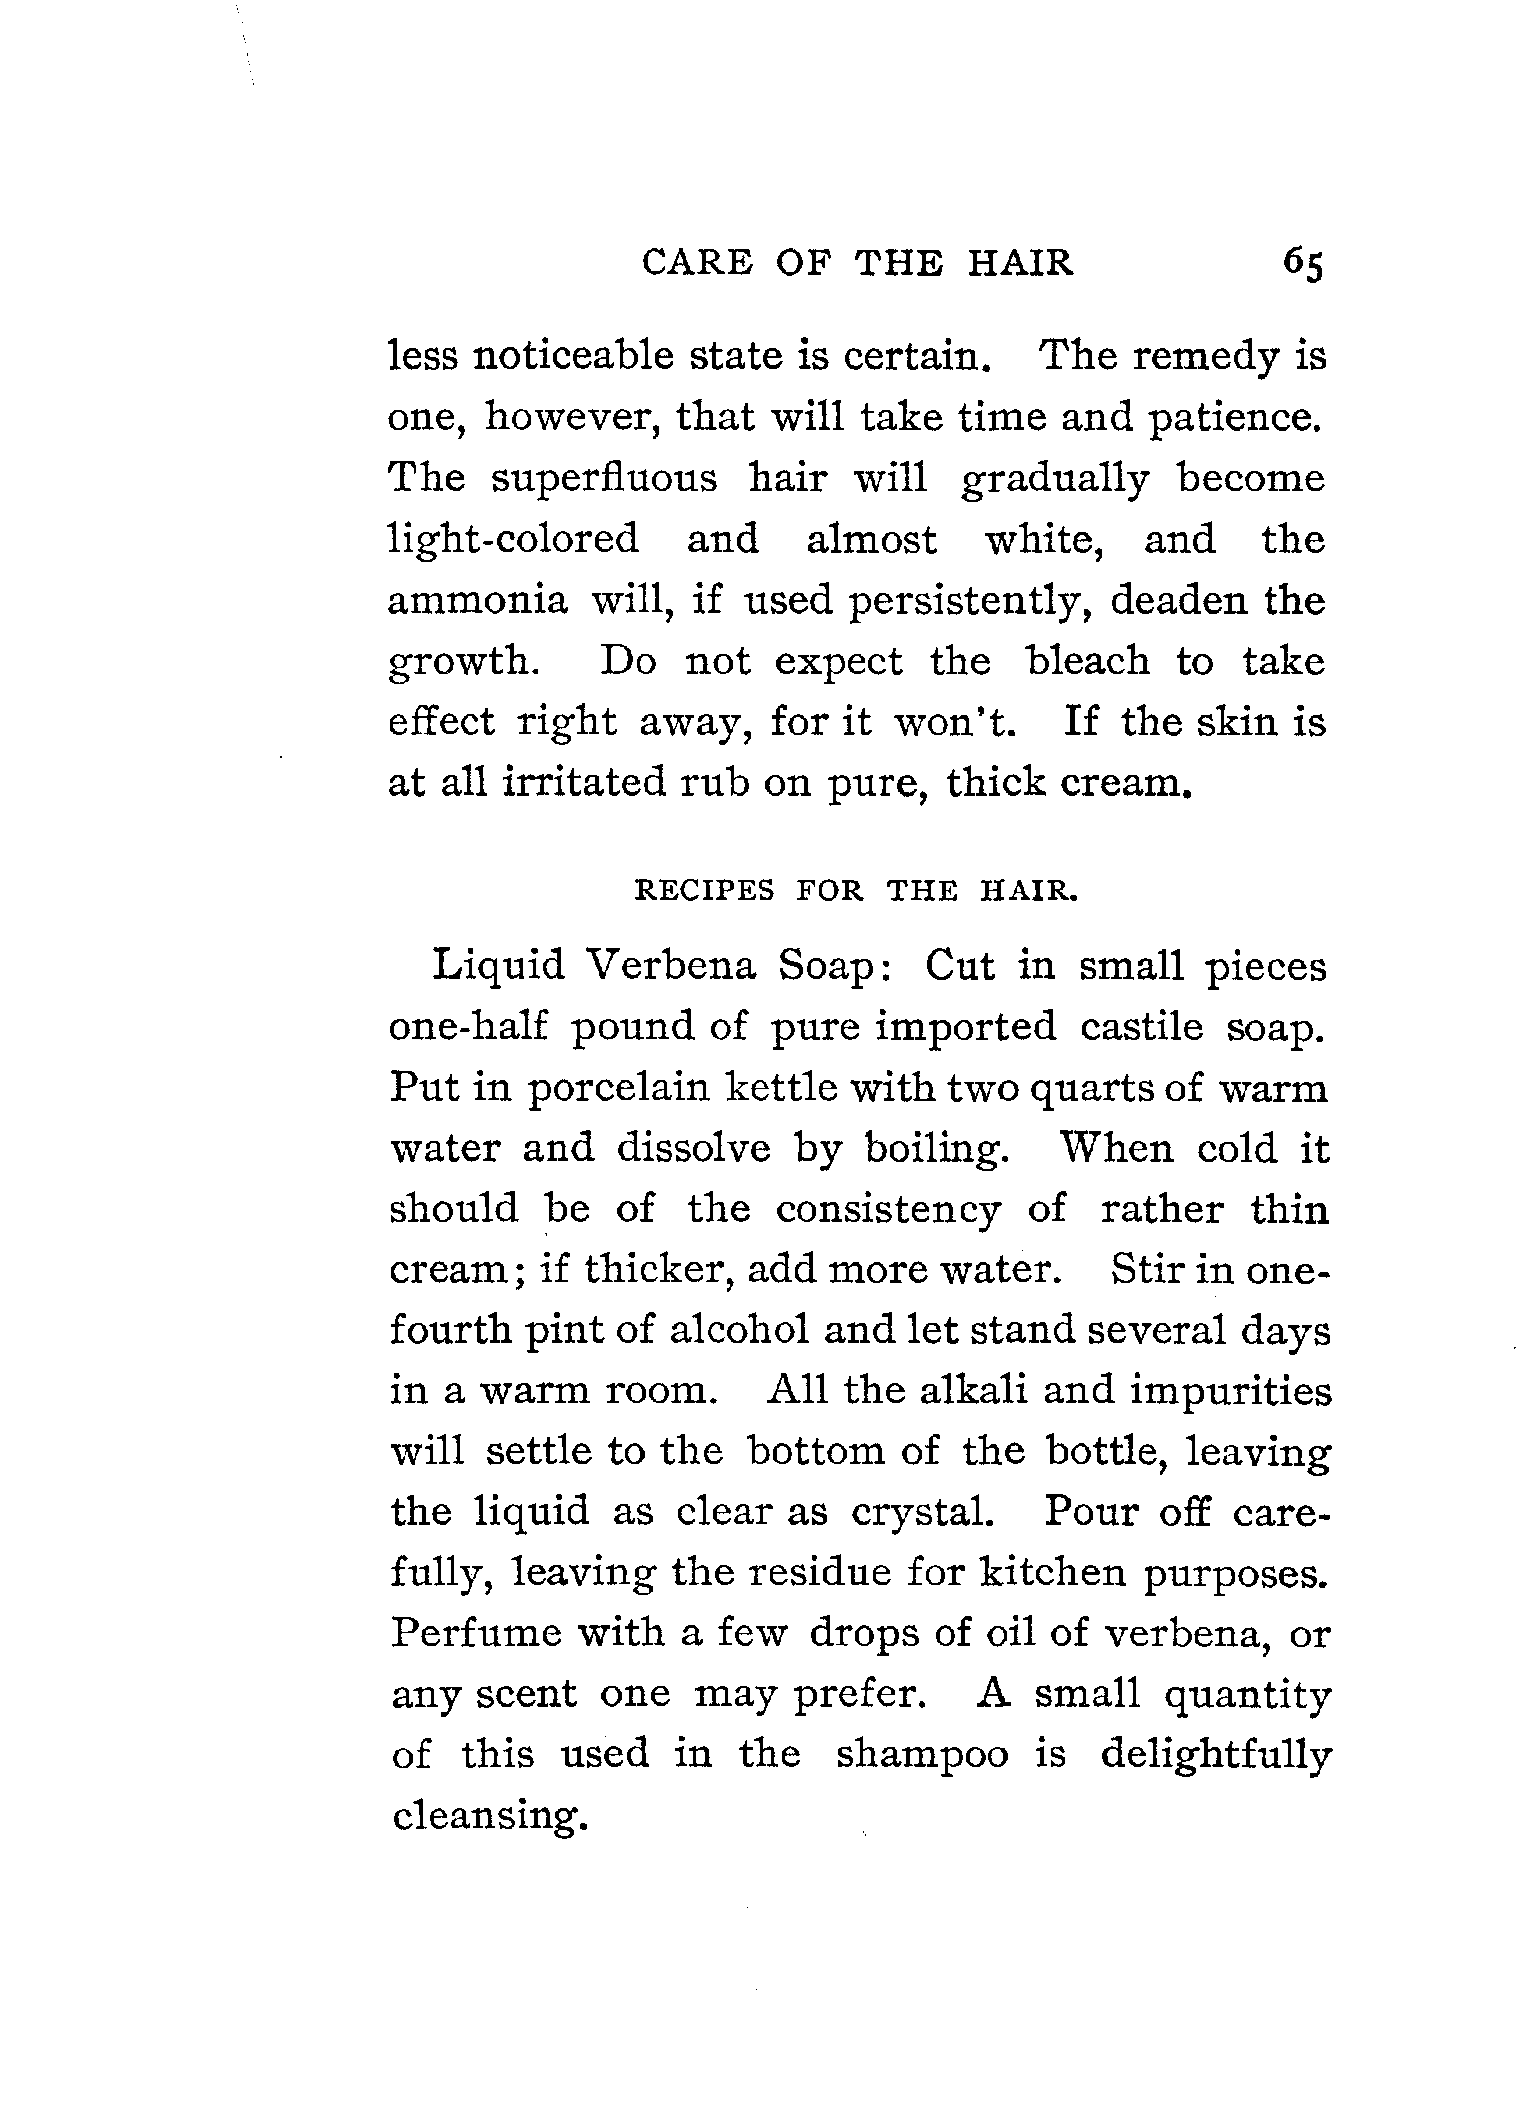 CARE OF THE HAIR 65
less noticeable state is certain. The remedy is
one, however, that will take time and patience.
The superfluous hair will gradually become
light-colored and almost white, and the
ammonia will, if used persistently, deaden the
growth. Do not expect the bleach to take
effect right away, for it won't. If the skin is
at all irritated rub on pure, thick cream.
RECIPES FOR THE HAIR.
Liquid Verbena Soap: Cut in small pieces
one-half pound of pure imported castile soap.
Put in porcelain kettle with two quarts of warm
water and dissolve by boiling. When cold it
should be of the consistency of rather thin
cream; if thicker, add more water. Stir in one-
fourth pint of alcohol and let stand several days
in a warm room. All the alkali and impurities
will settle to the bottom of the bottle, leaving
the liquid as clear as crystal. Pour off care-
fully, leaving the residue for kitchen purposes.
Perfume with a few drops of oil of verbena, or
any scent one may prefer. A small quantity
of this used in the shampoo is delightfully
cleansing.